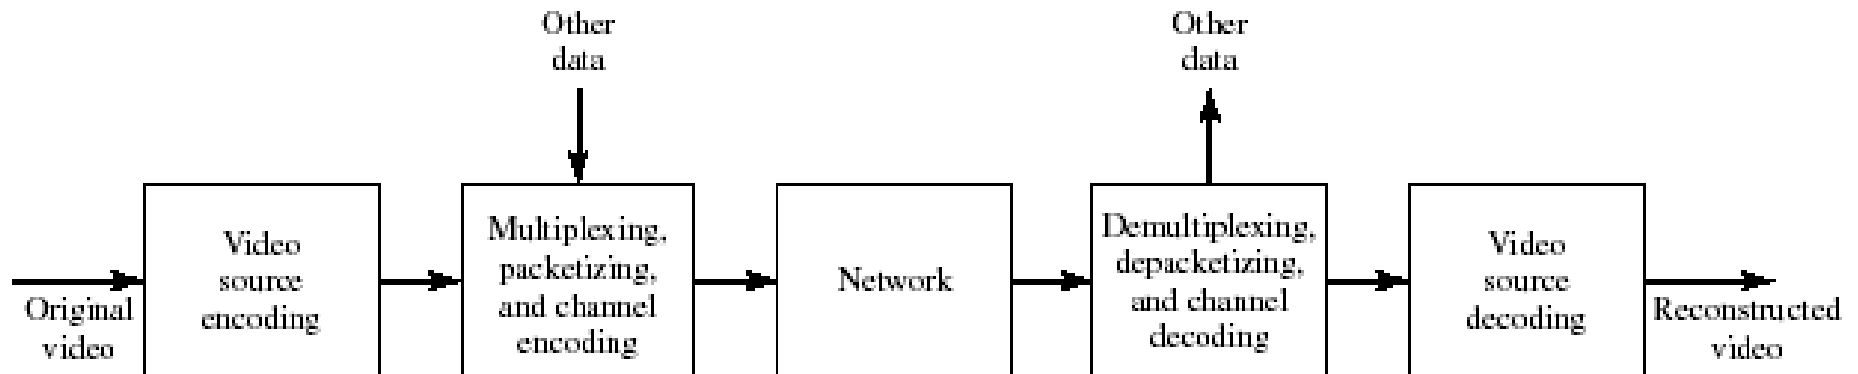 Other
data
Other
data
Original
video
Video
source
encoding
Multiplexing,
packetizing,
and channel
encoding
Network
Demultiplexing,
depacketizing,
and channel
decoding
Video
source
decoding
Reconstructed
video